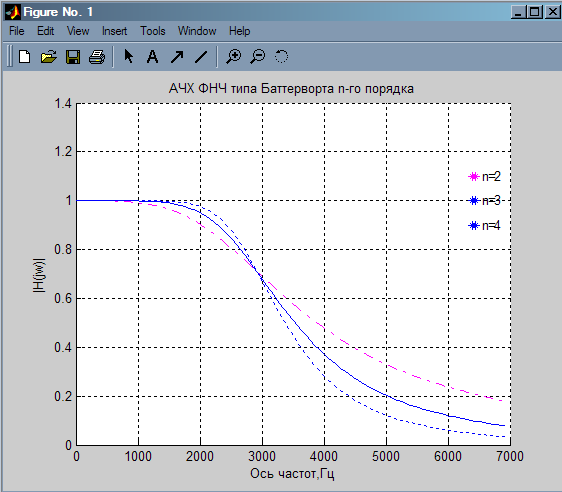 Figure No. 1
File Edit View Insert Tools Window Help
АЧХ ФНЧ типа Баттерворта n-го порядка
1.4
1.2
1
0.8
0.6
0.4
0.2
0
|H(jw)|
n=2
n=3
n=4
0 1000 2000 3000 4000 5000 6000 7000
Ось частот,Гц